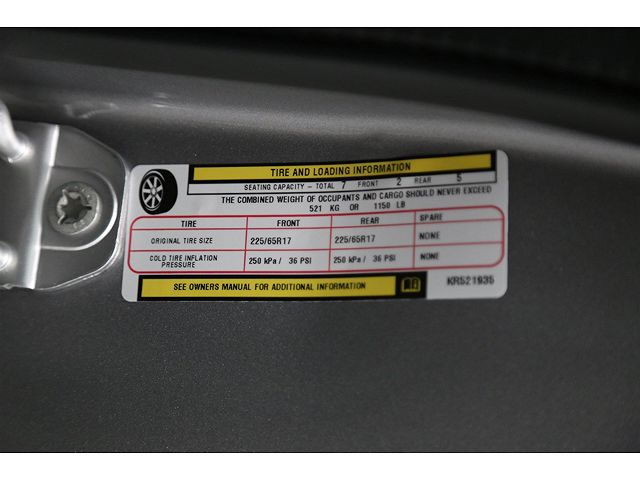 TIRE AND LOADING INFORMATION
SEATING CAPACITY - TOTAL 7 FRONT 2 REAR 5
THE COMBINED WEIGHT OF OCCUPANTS AND CARGO SHOULD NEVER EXCEED
521 KG OR 1150 LB
TIRE FRONT REAR SPARE
ORIGINAL TIRE SIZE 225/65R17 225/65R17 NONE
COLD TIRE INFLATION PRESSURE 250 kPa / 36 PSI 250 kPa / 36 PSI NONE
SEE OWNERS MANUAL FOR ADDITIONAL INFORMATION
KR521935